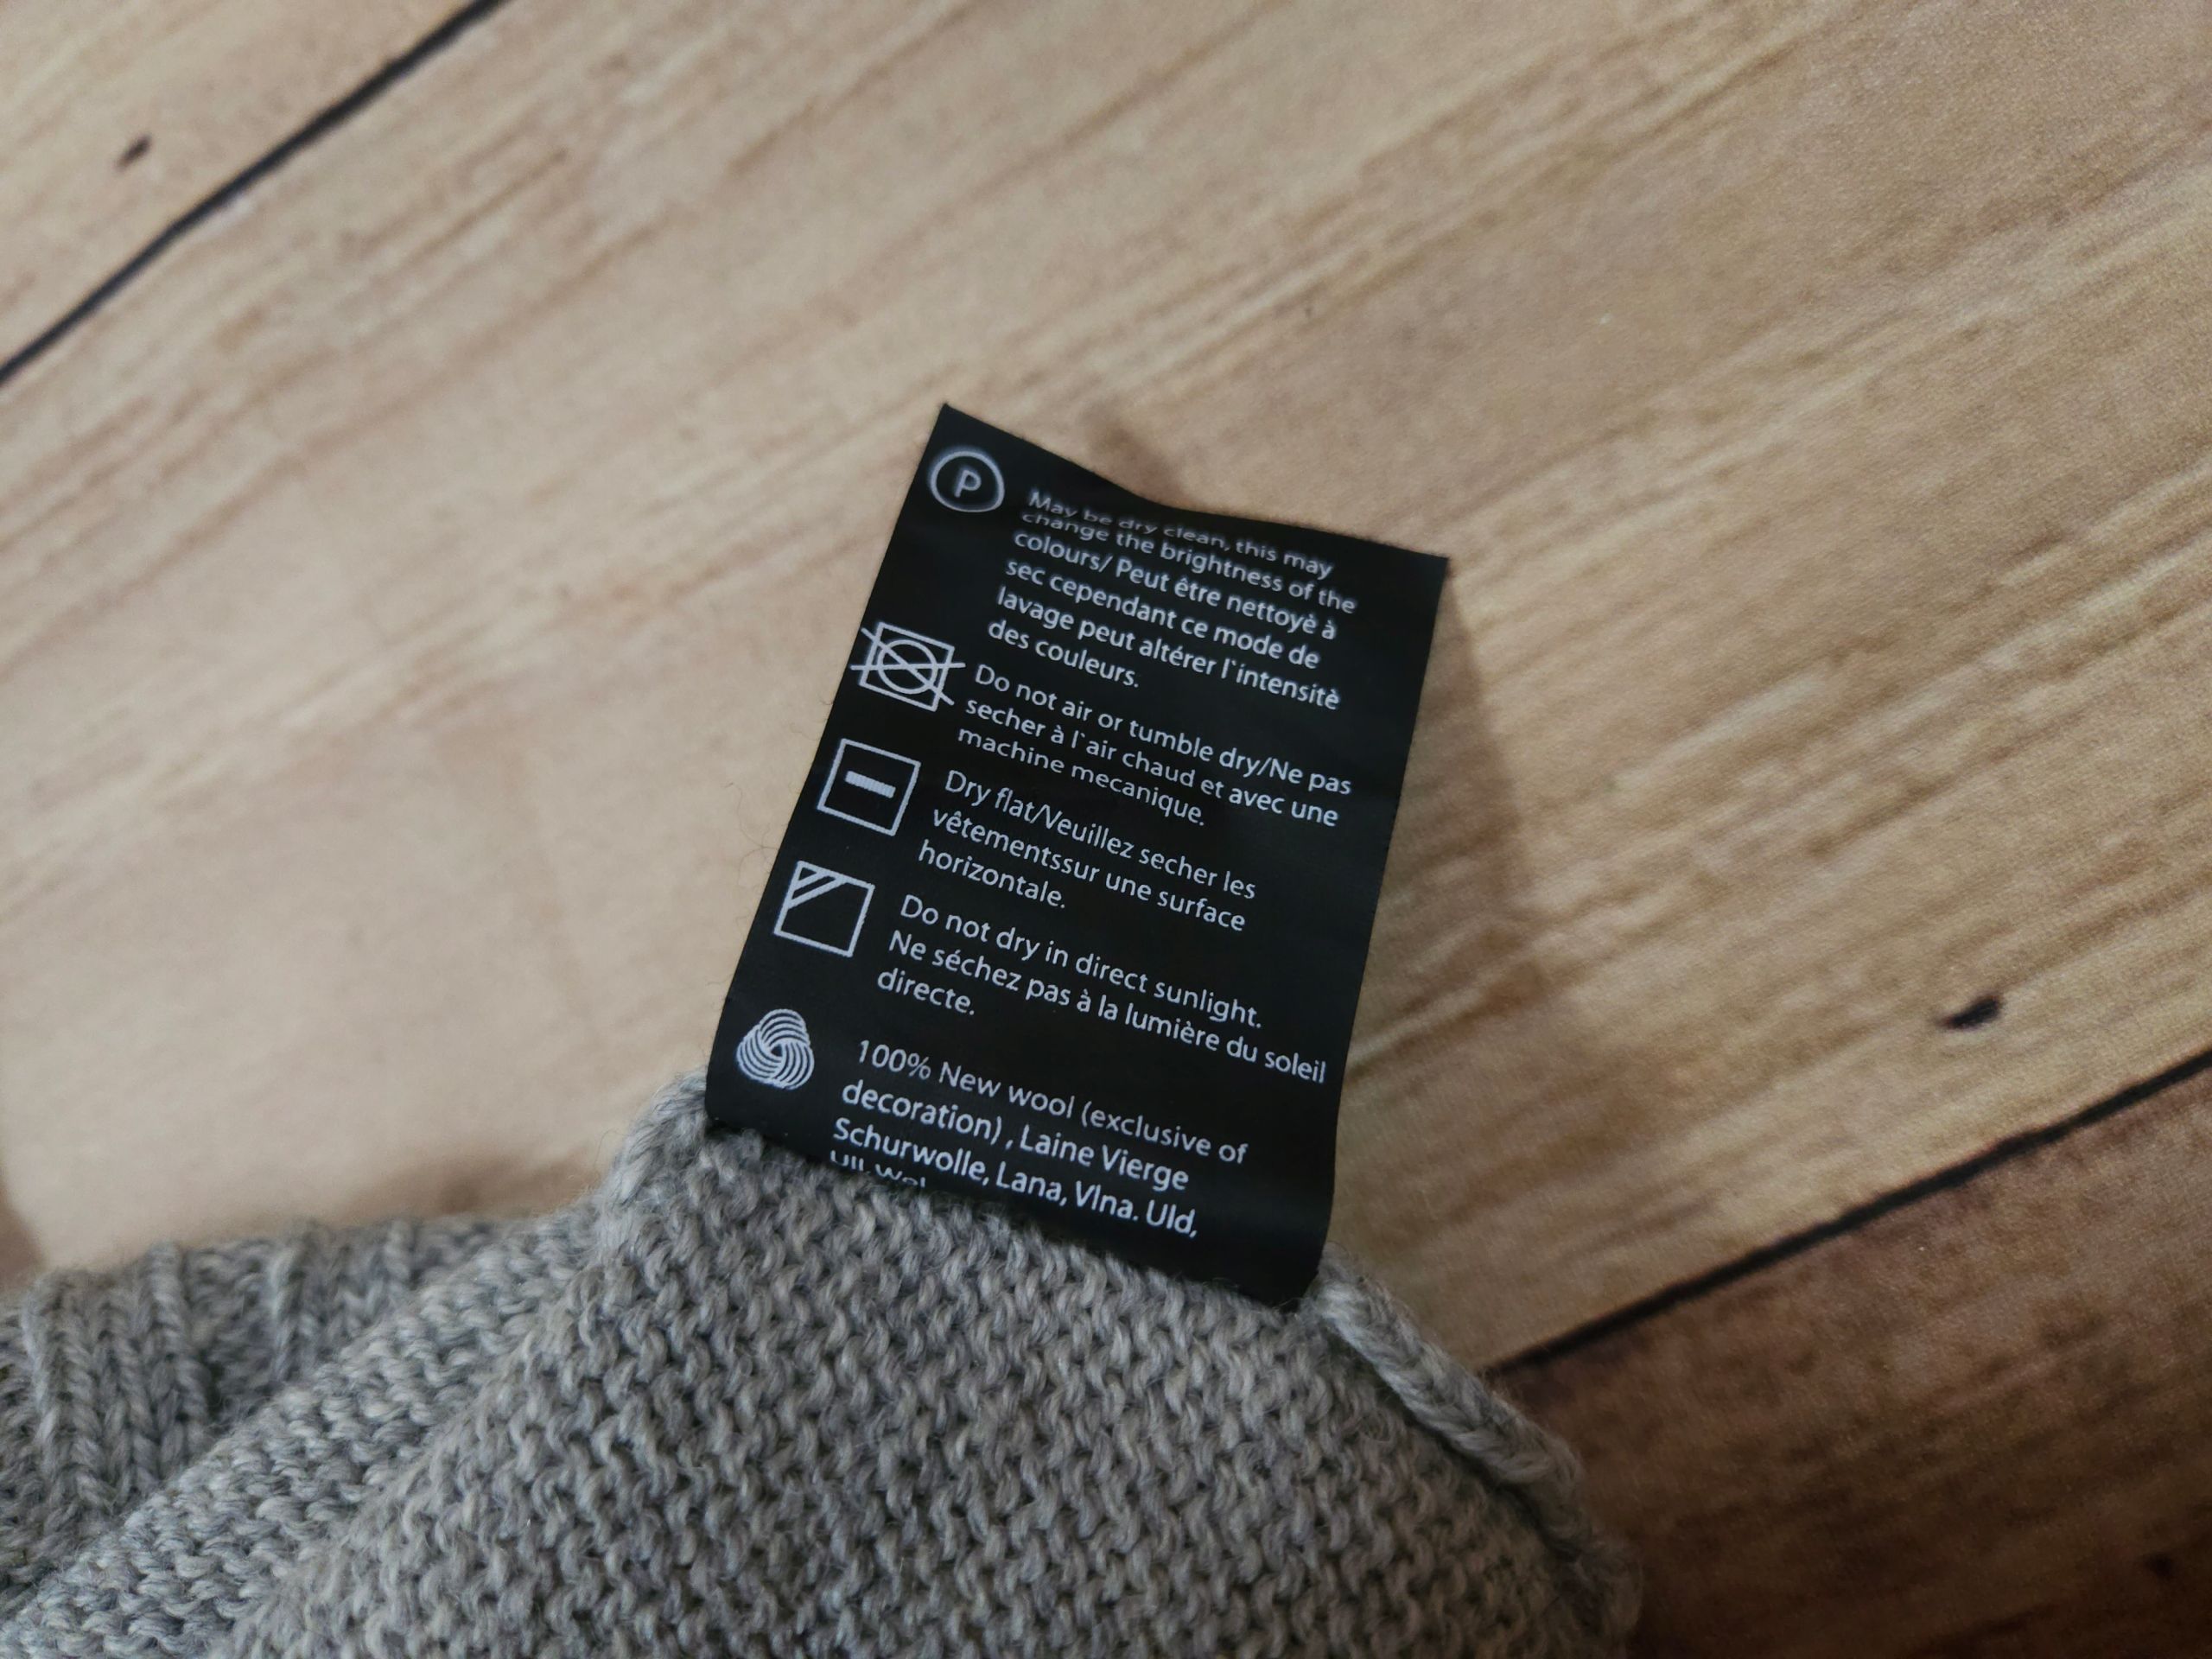 P
May be dry clean, this may
change the brightness of the
colours/ Peut être nettoyè à
sec cependant ce mode de
lavage peut altérer l`intensitè
des couleurs.
Do not air or tumble dry/Ne pas
secher à l`air chaud et avec une
machine mecanique.
Dry flat/Veuillez secher les
vêtementssur une surface
horizontale.
Do not dry in direct sunlight.
Ne séchez pas à la lumière du soleil
directe.
100% New wool (exclusive of
decoration) , Laine Vierge
Schurwolle, Lana, Vlna. Uld,